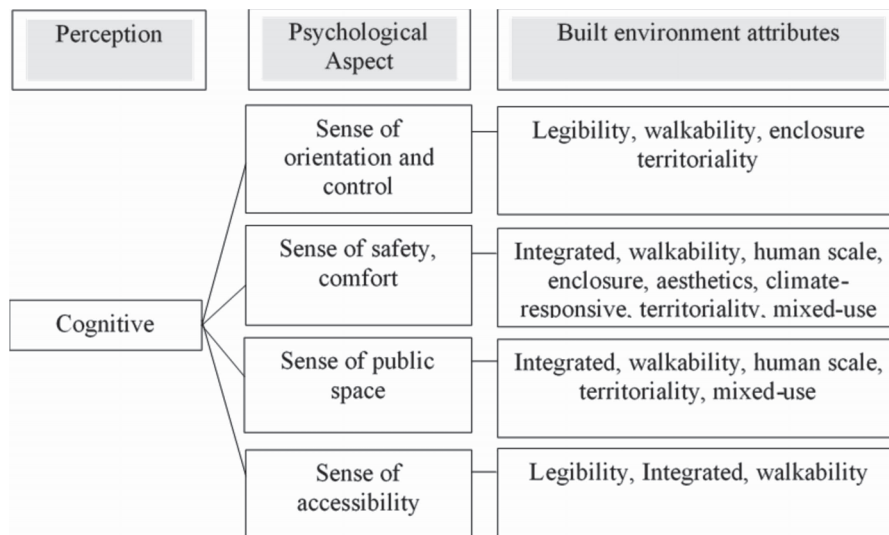 Perception
Psychological
Aspect
Built environment attributes
Sense of
orientation and
control
Legibility, walkability, enclosure
territoriality
Sense of safety,
comfort
Integrated, walkability, human scale,
enclosure, aesthetics, climate-
responsive, territoriality, mixed-use
Cognitive
Sense of public
space
Integrated, walkability, human scale,
territoriality, mixed-use
Sense of
accessibility
Legibility, Integrated, walkability